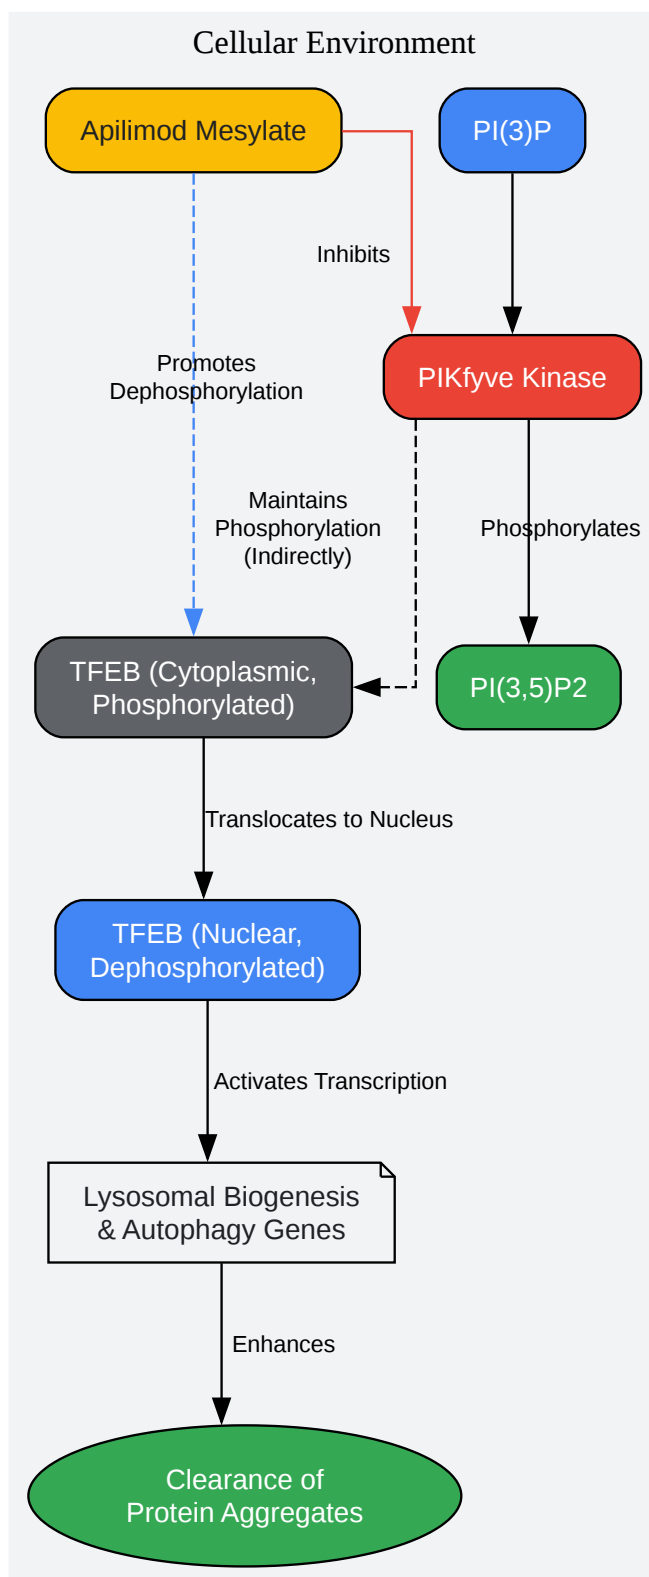 Cellular Environment
Apilimod Mesylate
PI(3)P
Inhibits
Promotes
Dephosphorylation
PIKfyve Kinase
Maintains
Phosphorylation
(Indirectly)
Phosphorylates
TFEB (Cytoplasmic,
Phosphorylated)
PI(3,5)P2
Translocates to Nucleus
TFEB (Nuclear,
Dephosphorylated)
Activates Transcription
Lysosomal Biogenesis
& Autophagy Genes
Enhances
Clearance of
Protein Aggregates